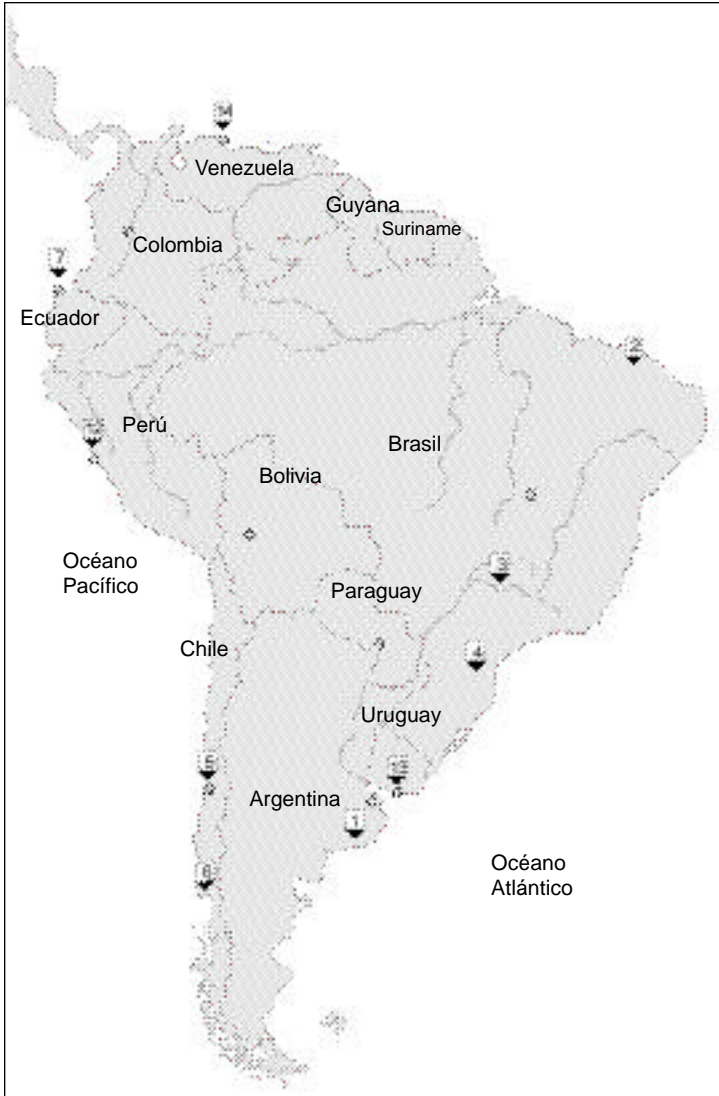 Venezuela
Guyana
Suriname
Colombia
7
Ecuador
2
Perú
Brasil
Bolivia
Océano
Pacífico
3
Paraguay
Chile
4
Uruguay
Argentina
1
Océano
Atlántico
6